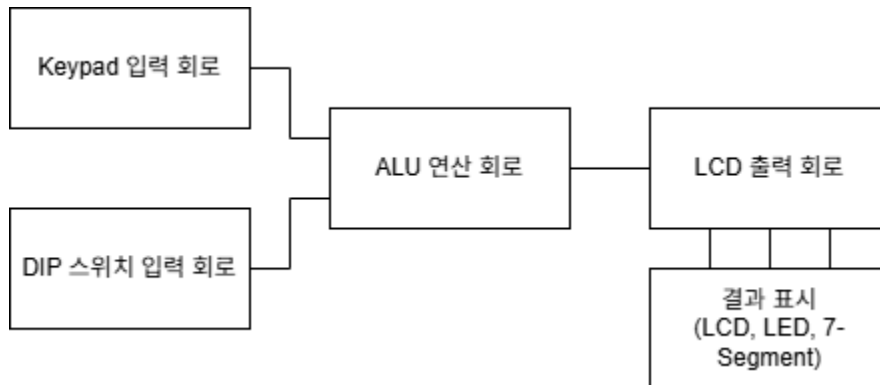 Keypad 입력 회로
ALU 연산 회로
LCD 출력 회로
DIP 스위치 입력 회로
결과 표시
(LCD, LED, 7-
Segment)